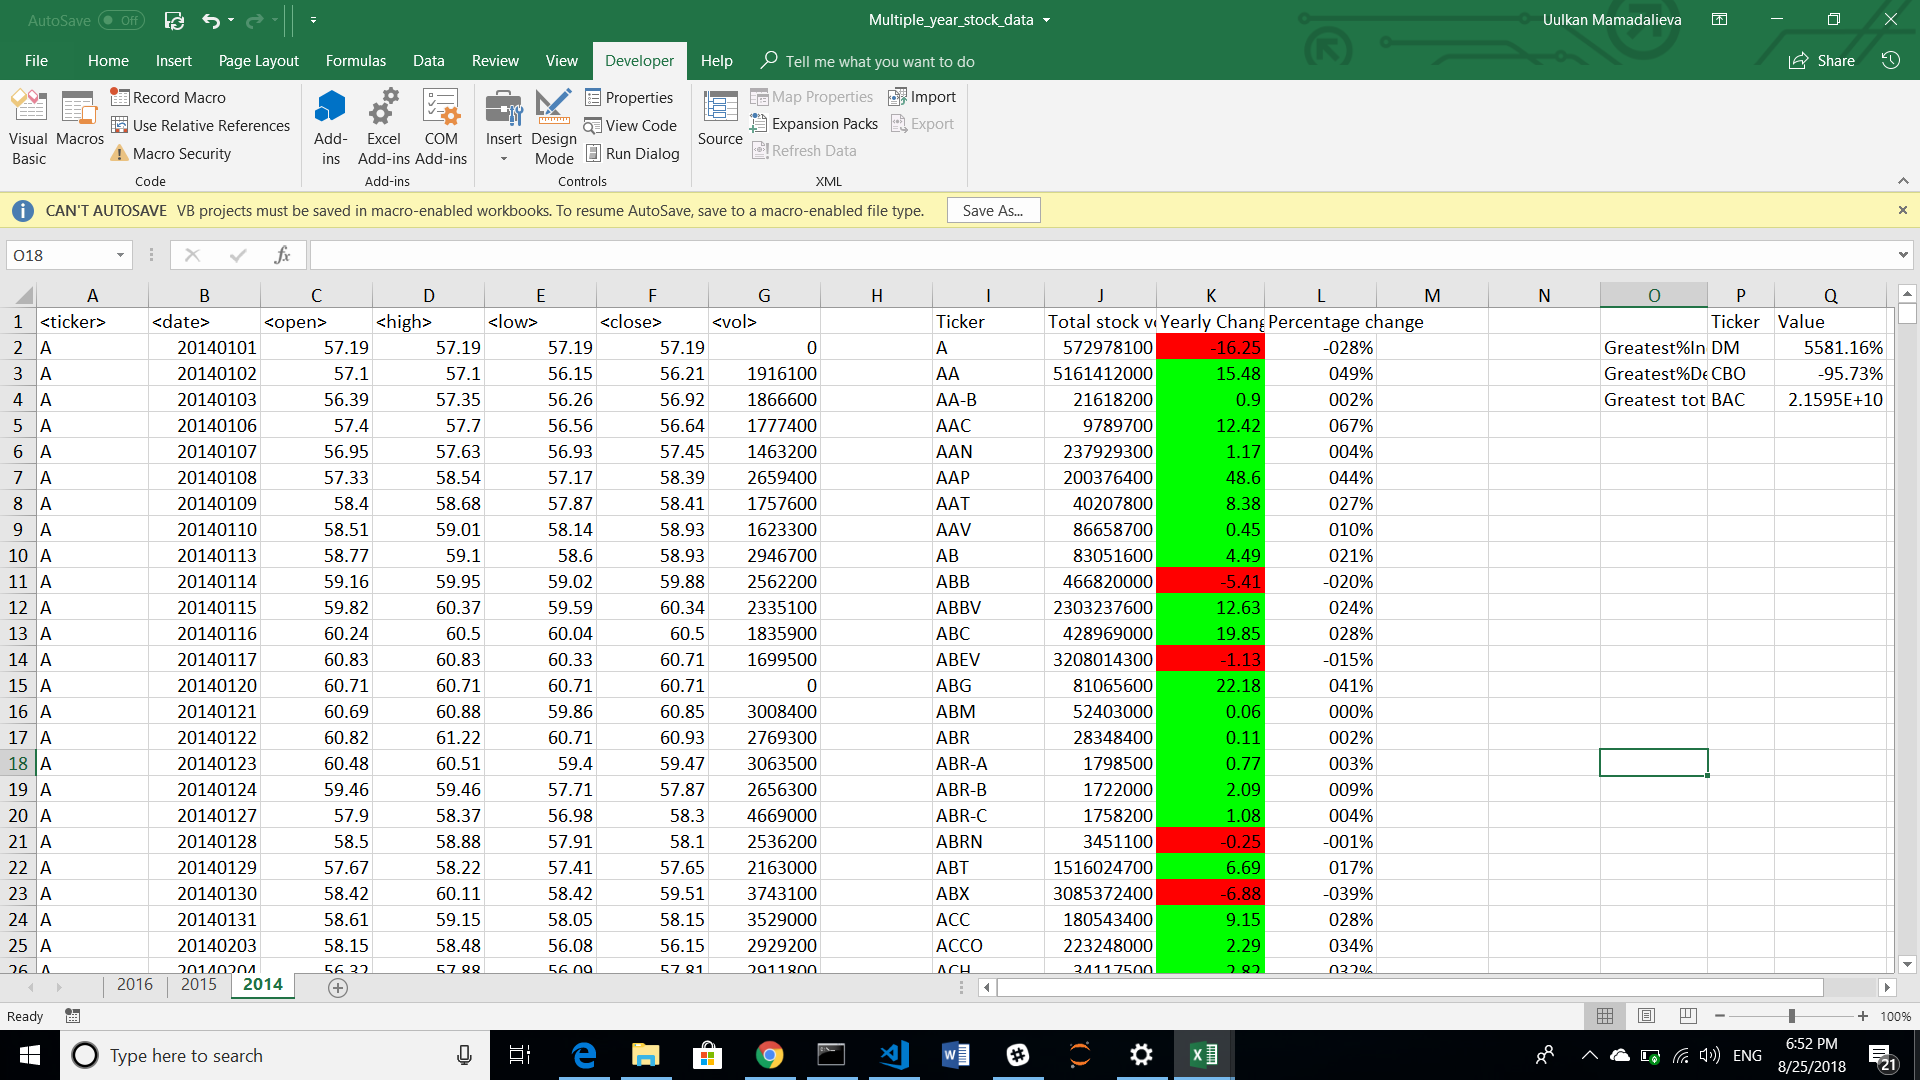 AutoSave Off
Multiple_year_stock_data
Uulkan Mamadalieva
File Home Insert Page Layout Formulas Data Review View Developer Help Tell me what you want to do Share
Visual Basic
Macros
Record Macro
Use Relative References
Macro Security
Code
Add-ins
Excel Add-ins
COM Add-ins
Add-ins
Insert
Design Mode
Properties
View Code
Run Dialog
Controls
Source
Map Properties
Expansion Packs
Refresh Data
Import
Export
XML
CAN'T AUTOSAVE VB projects must be saved in macro-enabled workbooks. To resume AutoSave, save to a macro-enabled file type. Save As...
O18 fx
A B C D E F G H I J K L M N O P Q
1 <ticker> <date> <open> <high> <low> <close> <vol> Ticker Total stock v Yearly Chang Percentage change Ticker Value
2 A 20140101 57.19 57.19 57.19 57.19 0 A 572978100 -16.25 -028% Greatest%In DM 5581.16%
3 A 20140102 57.1 57.1 56.15 56.21 1916100 AA 5161412000 15.48 049% Greatest%De CBO -95.73%
4 A 20140103 56.39 57.35 56.26 56.92 1866600 AA-B 21618200 0.9 002% Greatest tot BAC 2.1595E+10
5 A 20140106 57.4 57.7 56.56 56.64 1777400 AAC 9789700 12.42 067%
6 A 20140107 56.95 57.63 56.93 57.45 1463200 AAN 237929300 1.17 004%
7 A 20140108 57.33 58.54 57.17 58.39 2659400 AAP 200376400 48.6 044%
8 A 20140109 58.4 58.68 57.87 58.41 1757600 AAT 40207800 8.38 027%
9 A 20140110 58.51 59.01 58.14 58.93 1623300 AAV 86658700 0.45 010%
10 A 20140113 58.77 59.1 58.6 58.93 2946700 AB 83051600 4.49 021%
11 A 20140114 59.16 59.95 59.02 59.88 2562200 ABB 466820000 -5.41 -020%
12 A 20140115 59.82 60.37 59.59 60.34 2335100 ABBV 2303237600 12.63 024%
13 A 20140116 60.24 60.5 60.04 60.5 1835900 ABC 428969000 19.85 028%
14 A 20140117 60.83 60.83 60.33 60.71 1699500 ABEV 3208014300 -1.13 -015%
15 A 20140120 60.71 60.71 60.71 60.71 0 ABG 81065600 22.18 041%
16 A 20140121 60.69 60.88 59.86 60.85 3008400 ABM 52403000 0.06 000%
17 A 20140122 60.82 61.22 60.71 60.93 2769300 ABR 28348400 0.11 002%
18 A 20140123 60.48 60.51 59.4 59.47 3063500 ABR-A 1798500 0.77 003%
19 A 20140124 59.46 59.46 57.71 57.87 2656300 ABR-B 1722000 2.09 009%
20 A 20140127 57.9 58.37 56.98 58.3 4669000 ABR-C 1758200 1.08 004%
21 A 20140128 58.5 58.88 57.91 58.1 2536200 ABRN 3451100 -0.25 -001%
22 A 20140129 57.67 58.22 57.41 57.65 2163000 ABT 1516024700 6.69 017%
23 A 20140130 58.42 60.11 58.42 59.51 3743100 ABX 3085372400 -6.88 -039%
24 A 20140131 58.61 59.15 58.05 58.15 3529000 ACC 180543400 9.15 028%
25 A 20140203 58.15 58.48 56.08 56.15 2929200 ACCO 223248000 2.29 034%
26 A 20140204 56.32 57.88 56.09 57.81 2911800 ACH 34117500 2.82 032%
2016 2015 2014
Ready 100%
Type here to search
ENG
6:52 PM
8/25/2018
21